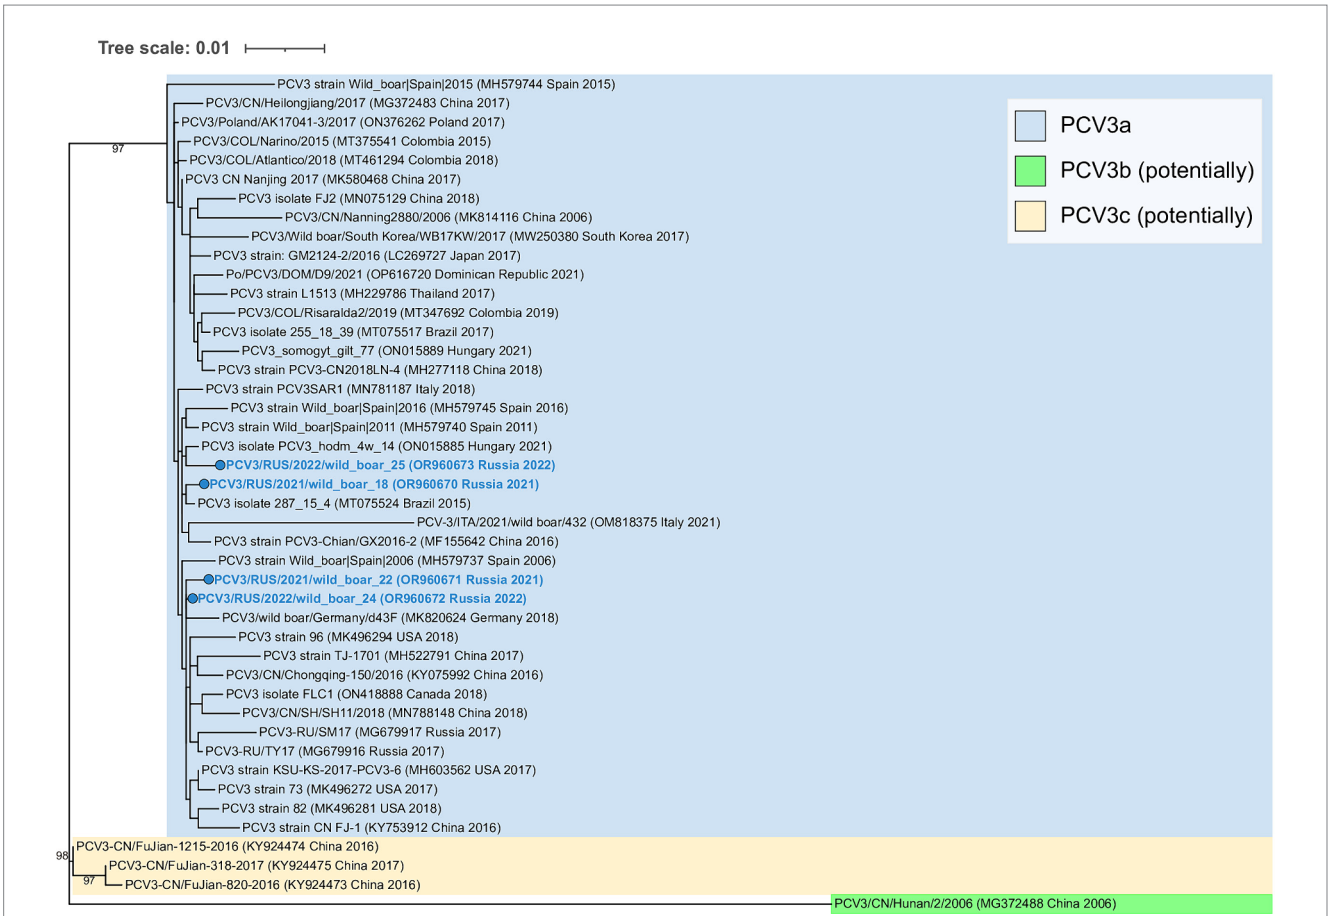 Tree scale: 0.01
PCV3 strain Wild_boar|Spain|2015 (MH579744 Spain 2015)
PCV3/CN/Heilongjiang/2017 (MG372483 China 2017)
PCV3/Poland/AK17041-3/2017 (ON376262 Poland 2017)
PCV3/COL/Narino/2015 (MT375541 Colombia 2015)
97
PCV3/COL/Atlantico/2018 (MT461294 Colombia 2018)
PCV3 CN Nanjing 2017 (MK580468 China 2017)
PCV3 isolate FJ2 (MN075129 China 2018)
PCV3/CN/Nanning2880/2006 (MK814116 China 2006)
PCV3/Wild boar/South Korea/WB17KW/2017 (MW250380 South Korea 2017)
PCV3 strain: GM2124-2/2016 (LC269727 Japan 2017)
Po/PCV3/DOM/D9/2021 (OP616720 Dominican Republic 2021)
PCV3 strain L1513 (MH229786 Thailand 2017)
PCV3/COL/Risaralda2/2019 (MT347692 Colombia 2019)
PCV3 isolate 255_18_39 (MT075517 Brazil 2017)
PCV3_somogyt_gilt_77 (ON015889 Hungary 2021)
PCV3 strain PCV3-CN2018LN-4 (MH277118 China 2018)
PCV3 strain PCV3SAR1 (MN781187 Italy 2018)
PCV3 strain Wild_boar|Spain|2016 (MH579745 Spain 2016)
PCV3 strain Wild_boar|Spain|2011 (MH579740 Spain 2011)
PCV3 isolate PCV3_hodm_4w_14 (ON015885 Hungary 2021)
PCV3/RUS/2022/wild_boar_25 (OR960673 Russia 2022)
PCV3/RUS/2021/wild_boar_18 (OR960670 Russia 2021)
PCV3 isolate 287_15_4 (MT075524 Brazil 2015)
PCV-3/ITA/2021/wild boar/432 (OM818375 Italy 2021)
PCV3 strain PCV3-Chian/GX2016-2 (MF155642 China 2016)
PCV3 strain Wild_boar|Spain|2006 (MH579737 Spain 2006)
PCV3/RUS/2021/wild_boar_22 (OR960671 Russia 2021)
PCV3/RUS/2022/wild_boar_24 (OR960672 Russia 2022)
PCV3/wild boar/Germany/d43F (MK820624 Germany 2018)
PCV3 strain 96 (MK496294 USA 2018)
PCV3 strain TJ-1701 (MH522791 China 2017)
PCV3/CN/Chongqing-150/2016 (KY075992 China 2016)
PCV3 isolate FLC1 (ON418888 Canada 2018)
PCV3/CN/SH/SH11/2018 (MN788148 China 2018)
PCV3-RU/SM17 (MG679917 Russia 2017)
PCV3-RU/TY17 (MG679916 Russia 2017)
PCV3 strain KSU-KS-2017-PCV3-6 (MH603562 USA 2017)
PCV3 strain 73 (MK496272 USA 2017)
PCV3 strain 82 (MK496281 USA 2018)
PCV3 strain CN FJ-1 (KY753912 China 2016)
PCV3-CN/FuJian-1215-2016 (KY924474 China 2016)
98
PCV3-CN/FuJian-318-2017 (KY924475 China 2017)
97
PCV3-CN/FuJian-820-2016 (KY924473 China 2016)
PCV3/CN/Hunan/2/2006 (MG372488 China 2006)
PCV3a
PCV3b (potentially)
PCV3c (potentially)